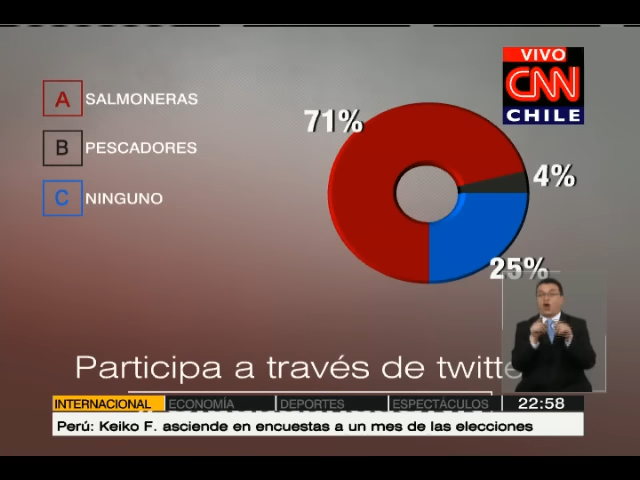 VIVO
CNN
CHILE
A SALMONERAS
B PESCADORES
C NINGUNO
71%
4%
25%
Participa a través de twitte
INTERNACIONAL ECONOMÍA DEPORTES ESPECTÁCULOS 22:58
Perú: Keiko F. asciende en encuestas a un mes de las elecciones